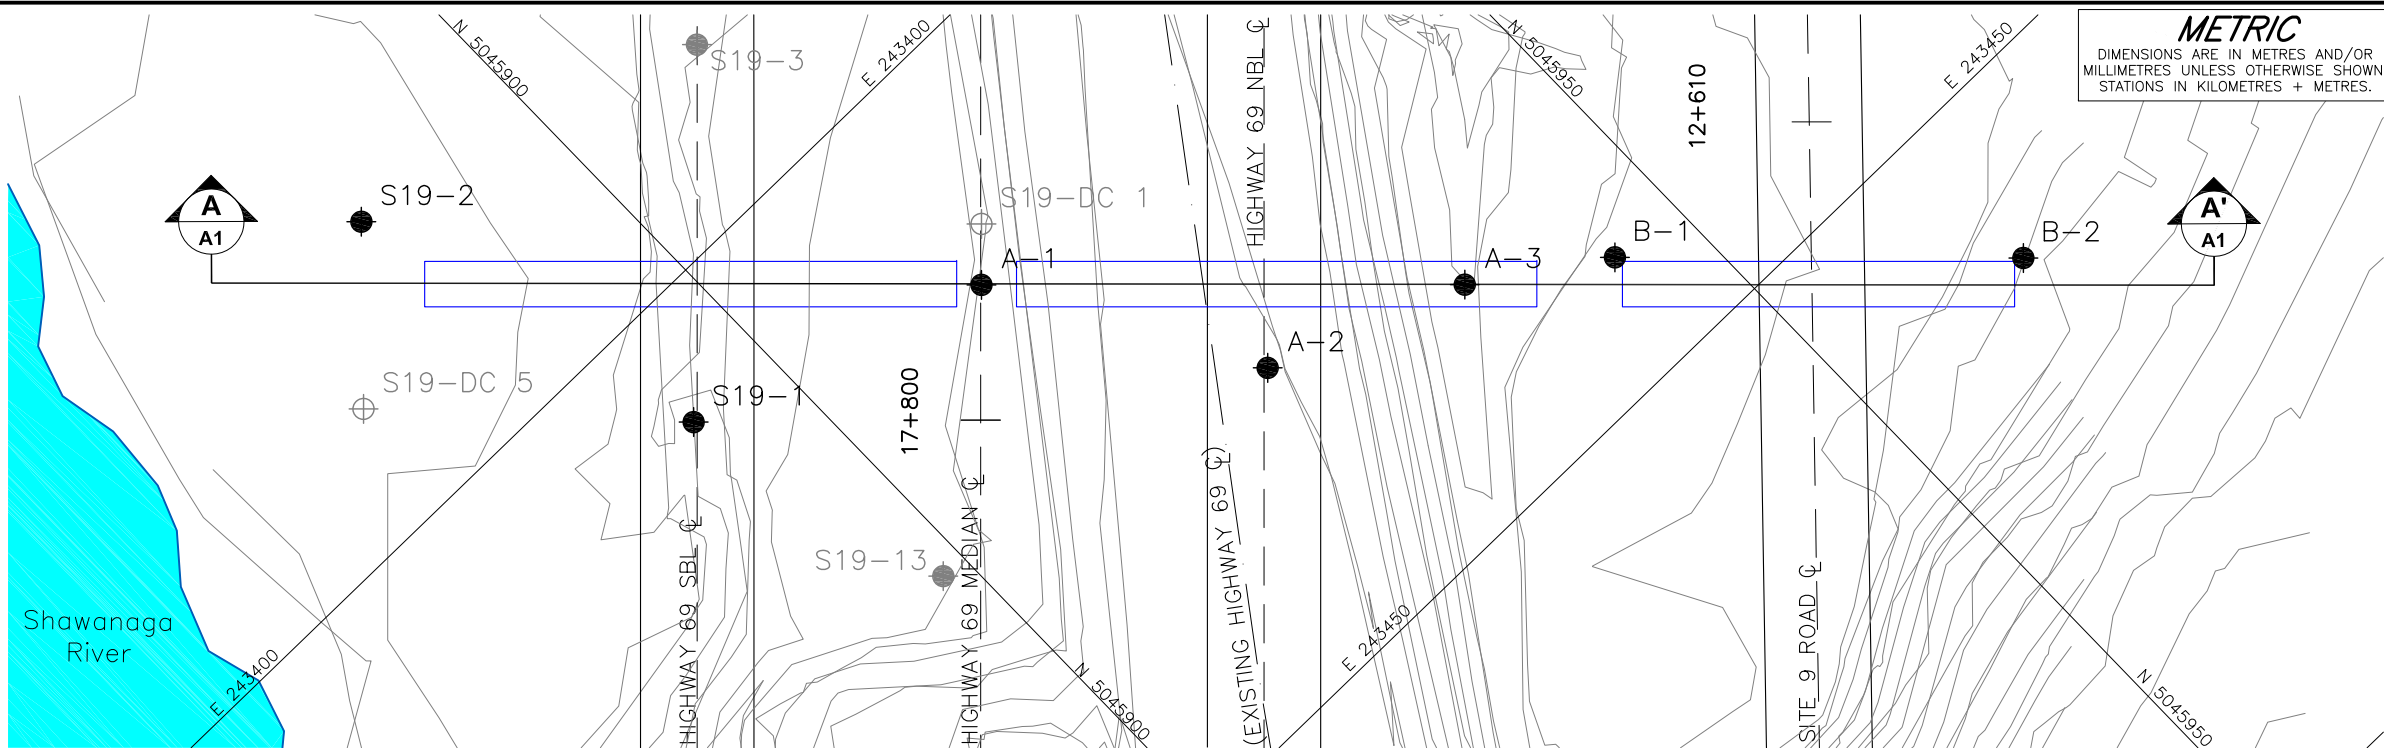 METRIC
DIMENSIONS ARE IN METRES AND/OR
MILLIMETRES UNLESS OTHERWISE SHOWN
STATIONS IN KILOMETRES + METRES.
N 5045900
S19-3
E 243400
HIGHWAY 69 NBL ℄
N 5045950
12+610
E 243450
A
A1
S19-2
S19-DC 1
A-1
A-3
B-1
B-2
A'
A1
S19-DC 5
S19-1
A-2
17+800
S19-13
HIGHWAY 69 SBL ℄
HIGHWAY 69 MEDIAN ℄
(EXISTING HIGHWAY 69 ℄)
E 243450
SITE 9 ROAD ℄
Shawanaga
River
E 243400
N 5045900
N 5045950